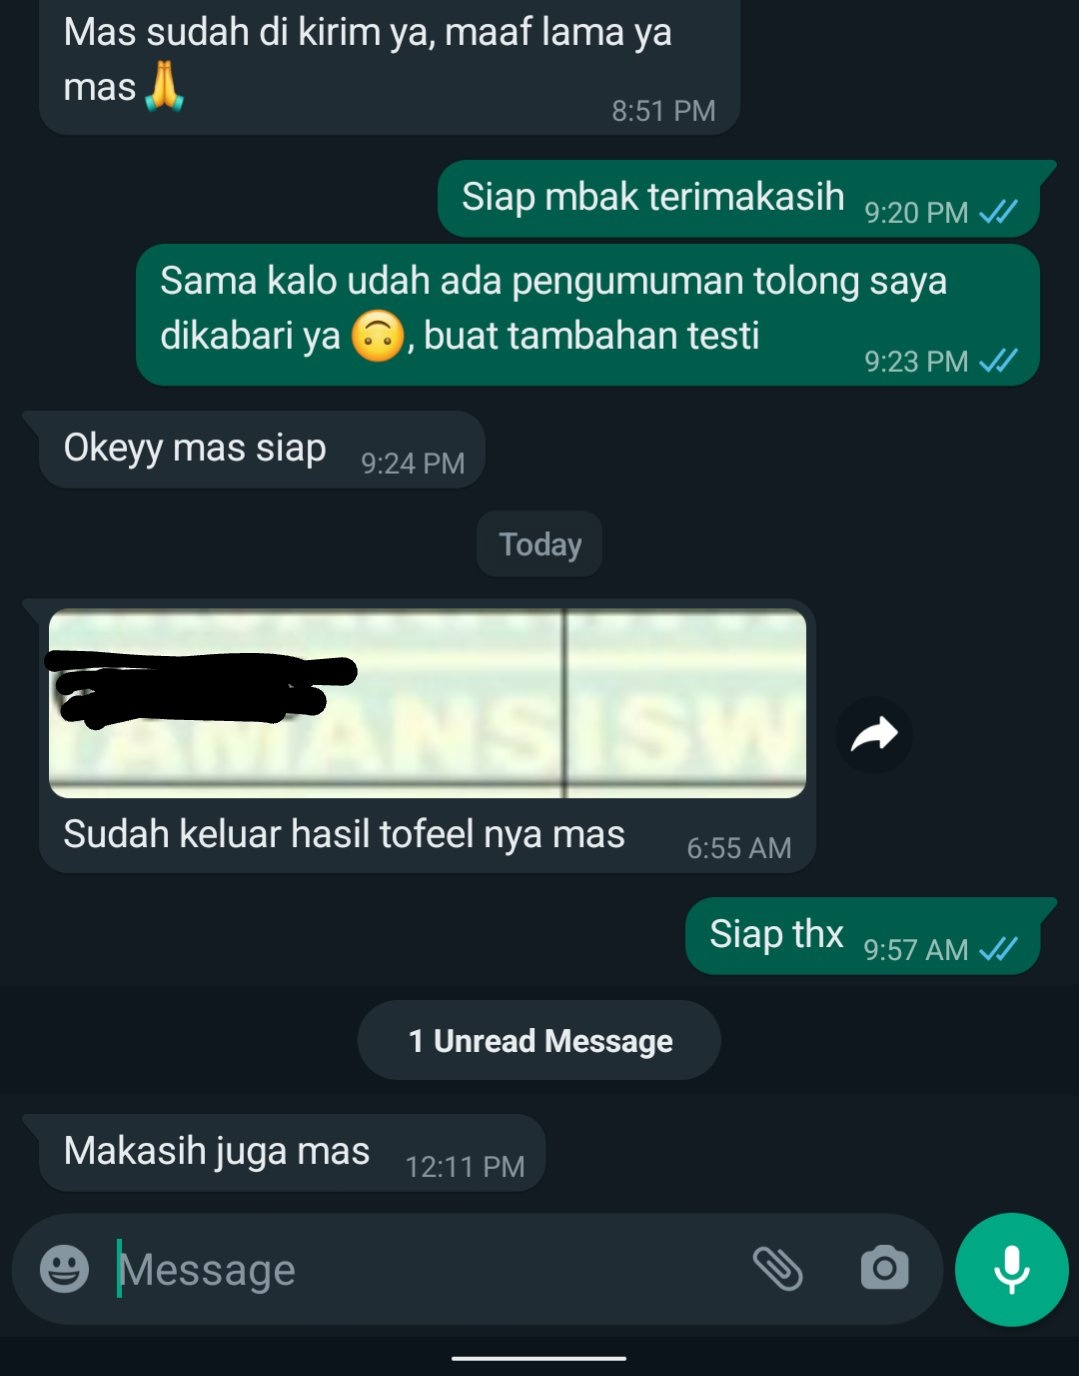 Mas sudah di kirim ya, maaf lama ya
mas🙏
8:51 PM
Siap mbak terimakasih 9:20 PM
Sama kalo udah ada pengumuman tolong saya
dikabari ya 🙃, buat tambahan testi
9:23 PM
Okeyy mas siap 9:24 PM
Today
TAMANSISW
Sudah keluar hasil tofeel nya mas 6:55 AM
Siap thx 9:57 AM
1 Unread Message
Makasih juga mas 12:11 PM
Message